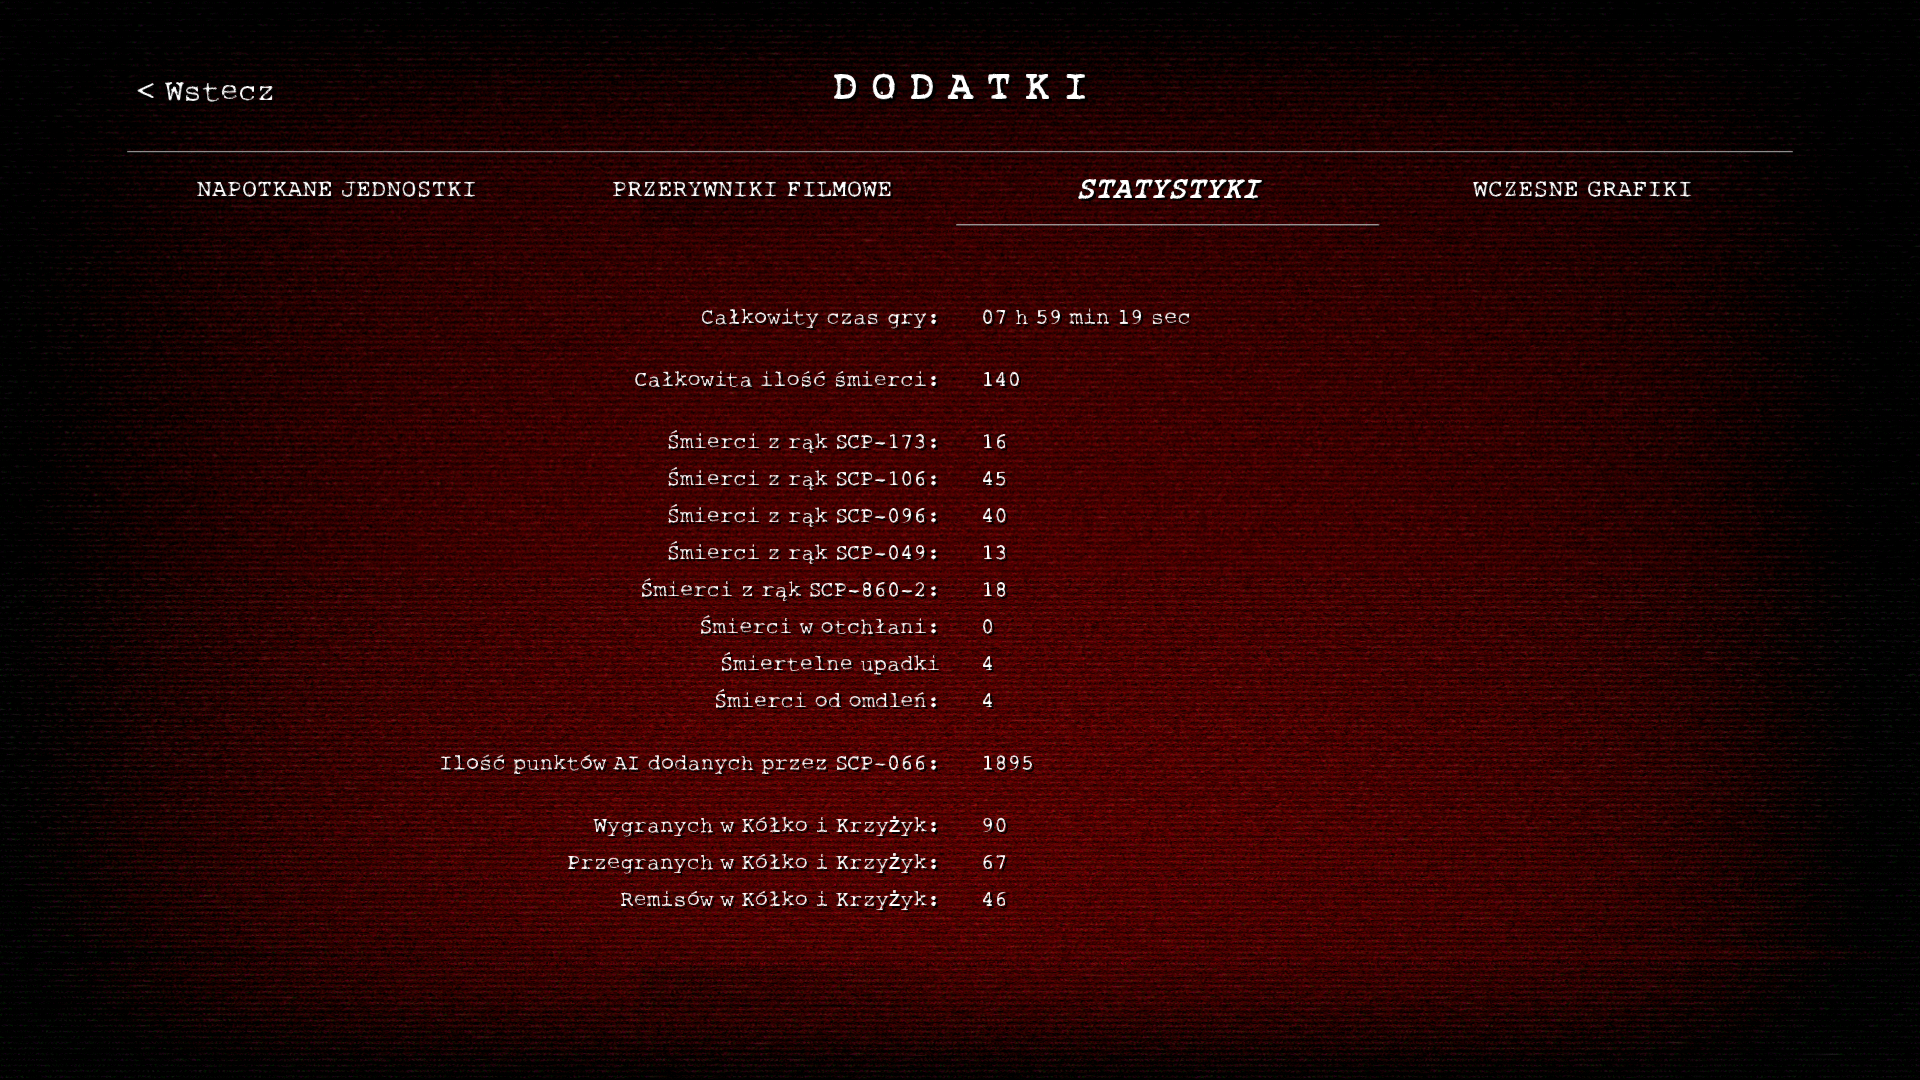 < Wstecz
DODATKI
NAPOTKANE JEDNOSTKI PRZERYWNIKI FILMOWE STATYSTYKI WCZESNE GRAFIKI
Całkowity czas gry: 07 h 59 min 19 sec
Całkowita ilość śmierci: 140
Śmierci z rąk SCP-173: 16
Śmierci z rąk SCP-106: 45
Śmierci z rąk SCP-096: 40
Śmierci z rąk SCP-049: 13
Śmierci z rąk SCP-860-2: 18
Śmierci w otchłani: 0
Śmiertelne upadki 4
Śmierci od omdleń: 4
Ilość punktów AI dodanych przez SCP-066: 1895
Wygranych w Kółko i Krzyżyk: 90
Przegranych w Kółko i Krzyżyk: 67
Remisów w Kółko i Krzyżyk: 46